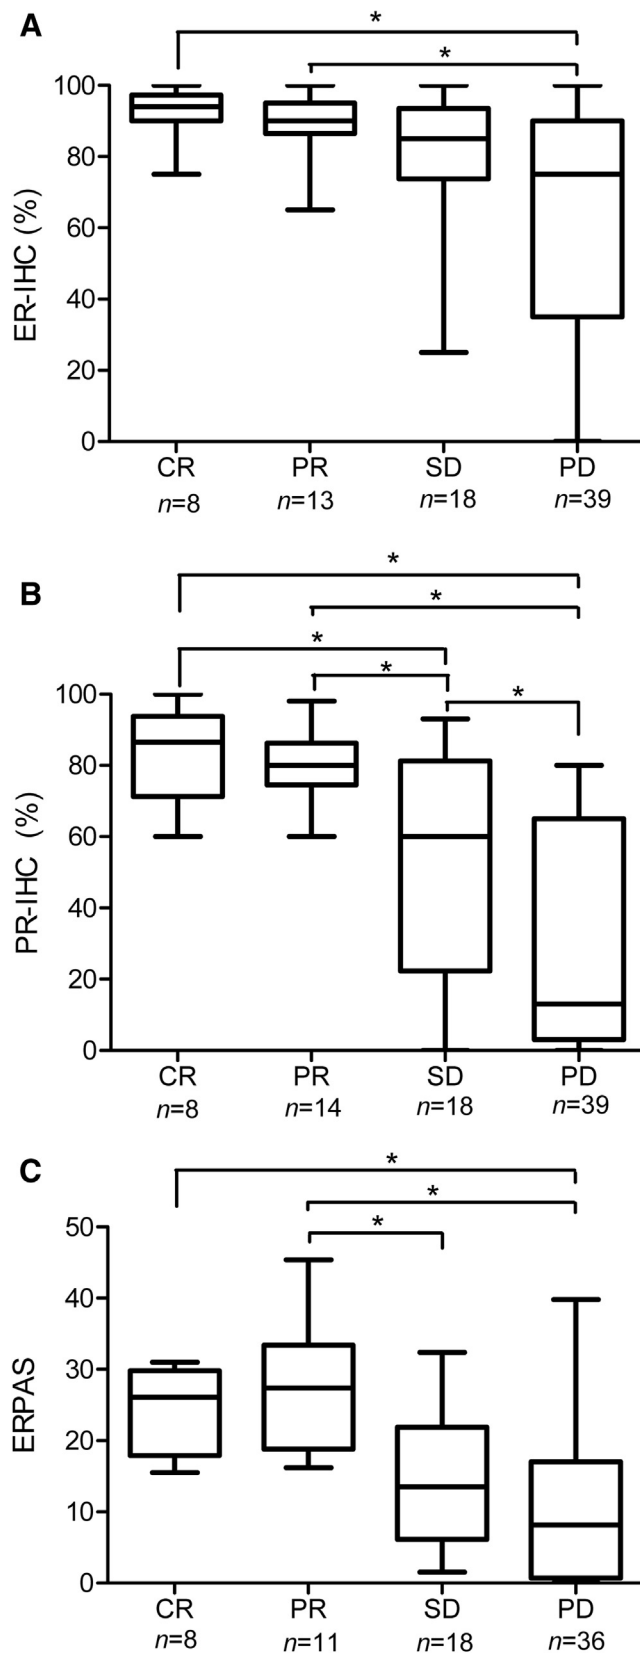 A
*
*
100
80
60
40
20
0
ER-IHC (%)
CR PR SD PD
n=8 n=13 n=18 n=39
B
*
*
*
*
*
100
80
60
40
20
0
PR-IHC (%)
CR PR SD PD
n=8 n=14 n=18 n=39
C
*
*
*
50
40
30
20
10
0
ERPAS
CR PR SD PD
n=8 n=11 n=18 n=36